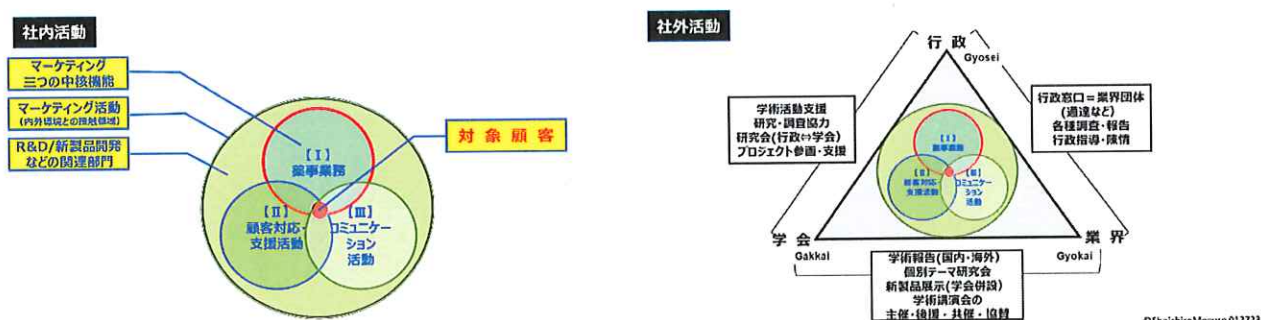 社内活動
マーケティング
三つの中核機能
マーケティング活動
(内外環境との接触領域)
R&D/新製品開発
などの関連部門
対象顧客
【Ⅰ】
薬事業務
【Ⅱ】
顧客対応・
支援活動
【Ⅲ】
コミュニケー
ション
活動
社外活動
行政
Gyosei
学術活動支援
研究・調査協力
研究会(行政⇔学会)
プロジェクト参画・支援
行政窓口=業界団体
(通達など)
各種調査・報告
行政指導・陳情
【Ⅰ】
薬事業務
【Ⅱ】
顧客対応・
支援活動
【Ⅲ】
コミュニケー
ション
活動
学会
Gakkai
業界
Gyokai
学術報告(国内・海外)
個別テーマ研究会
新製品展示(学会併設)
学術講演会の
主催・後援・共催・協賛